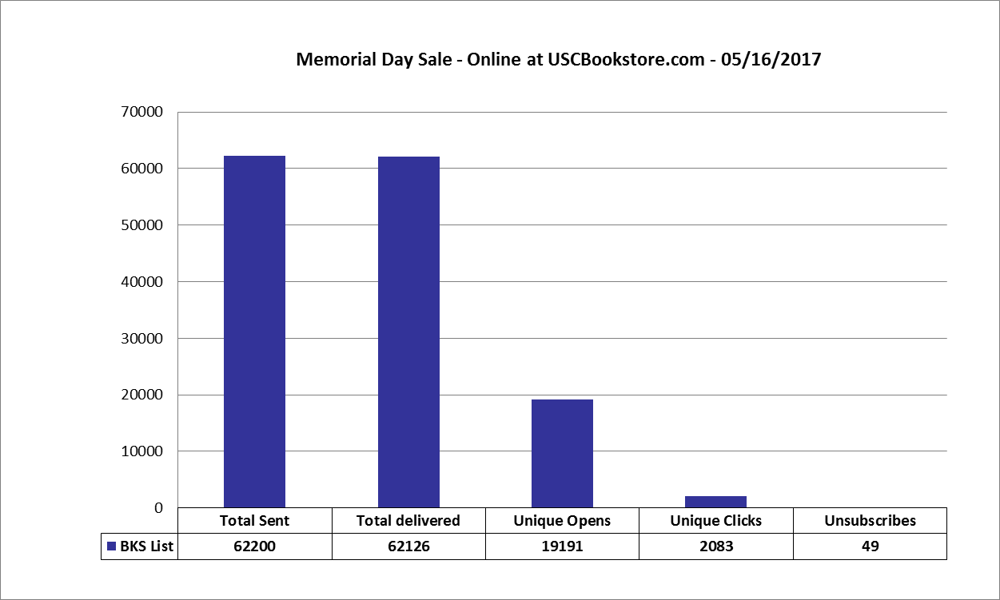 Memorial Day Sale - Online at USCBookstore.com - 05/16/2017
70000
60000
50000
40000
30000
20000
10000
0
Total Sent Total delivered Unique Opens Unique Clicks Unsubscribes
BKS List 62200 62126 19191 2083 49